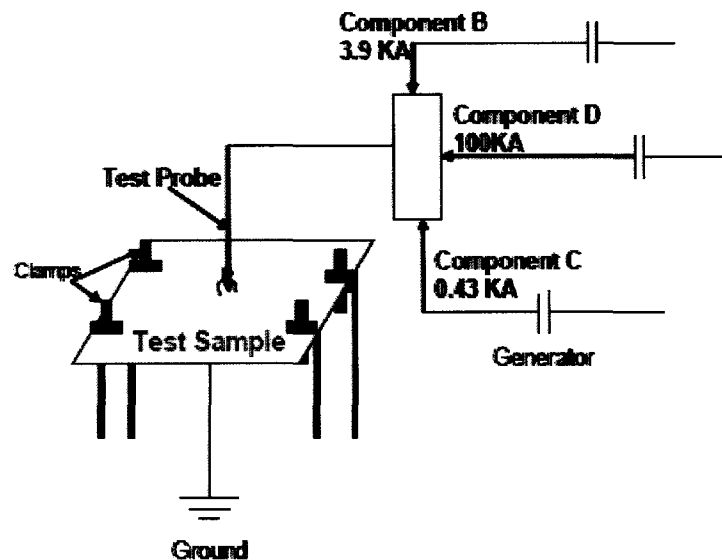 Component B
3.9 KA
Component D
100KA
Test Probe
Clamps
Component C
0.43 KA
Test Sample
Generator
Ground